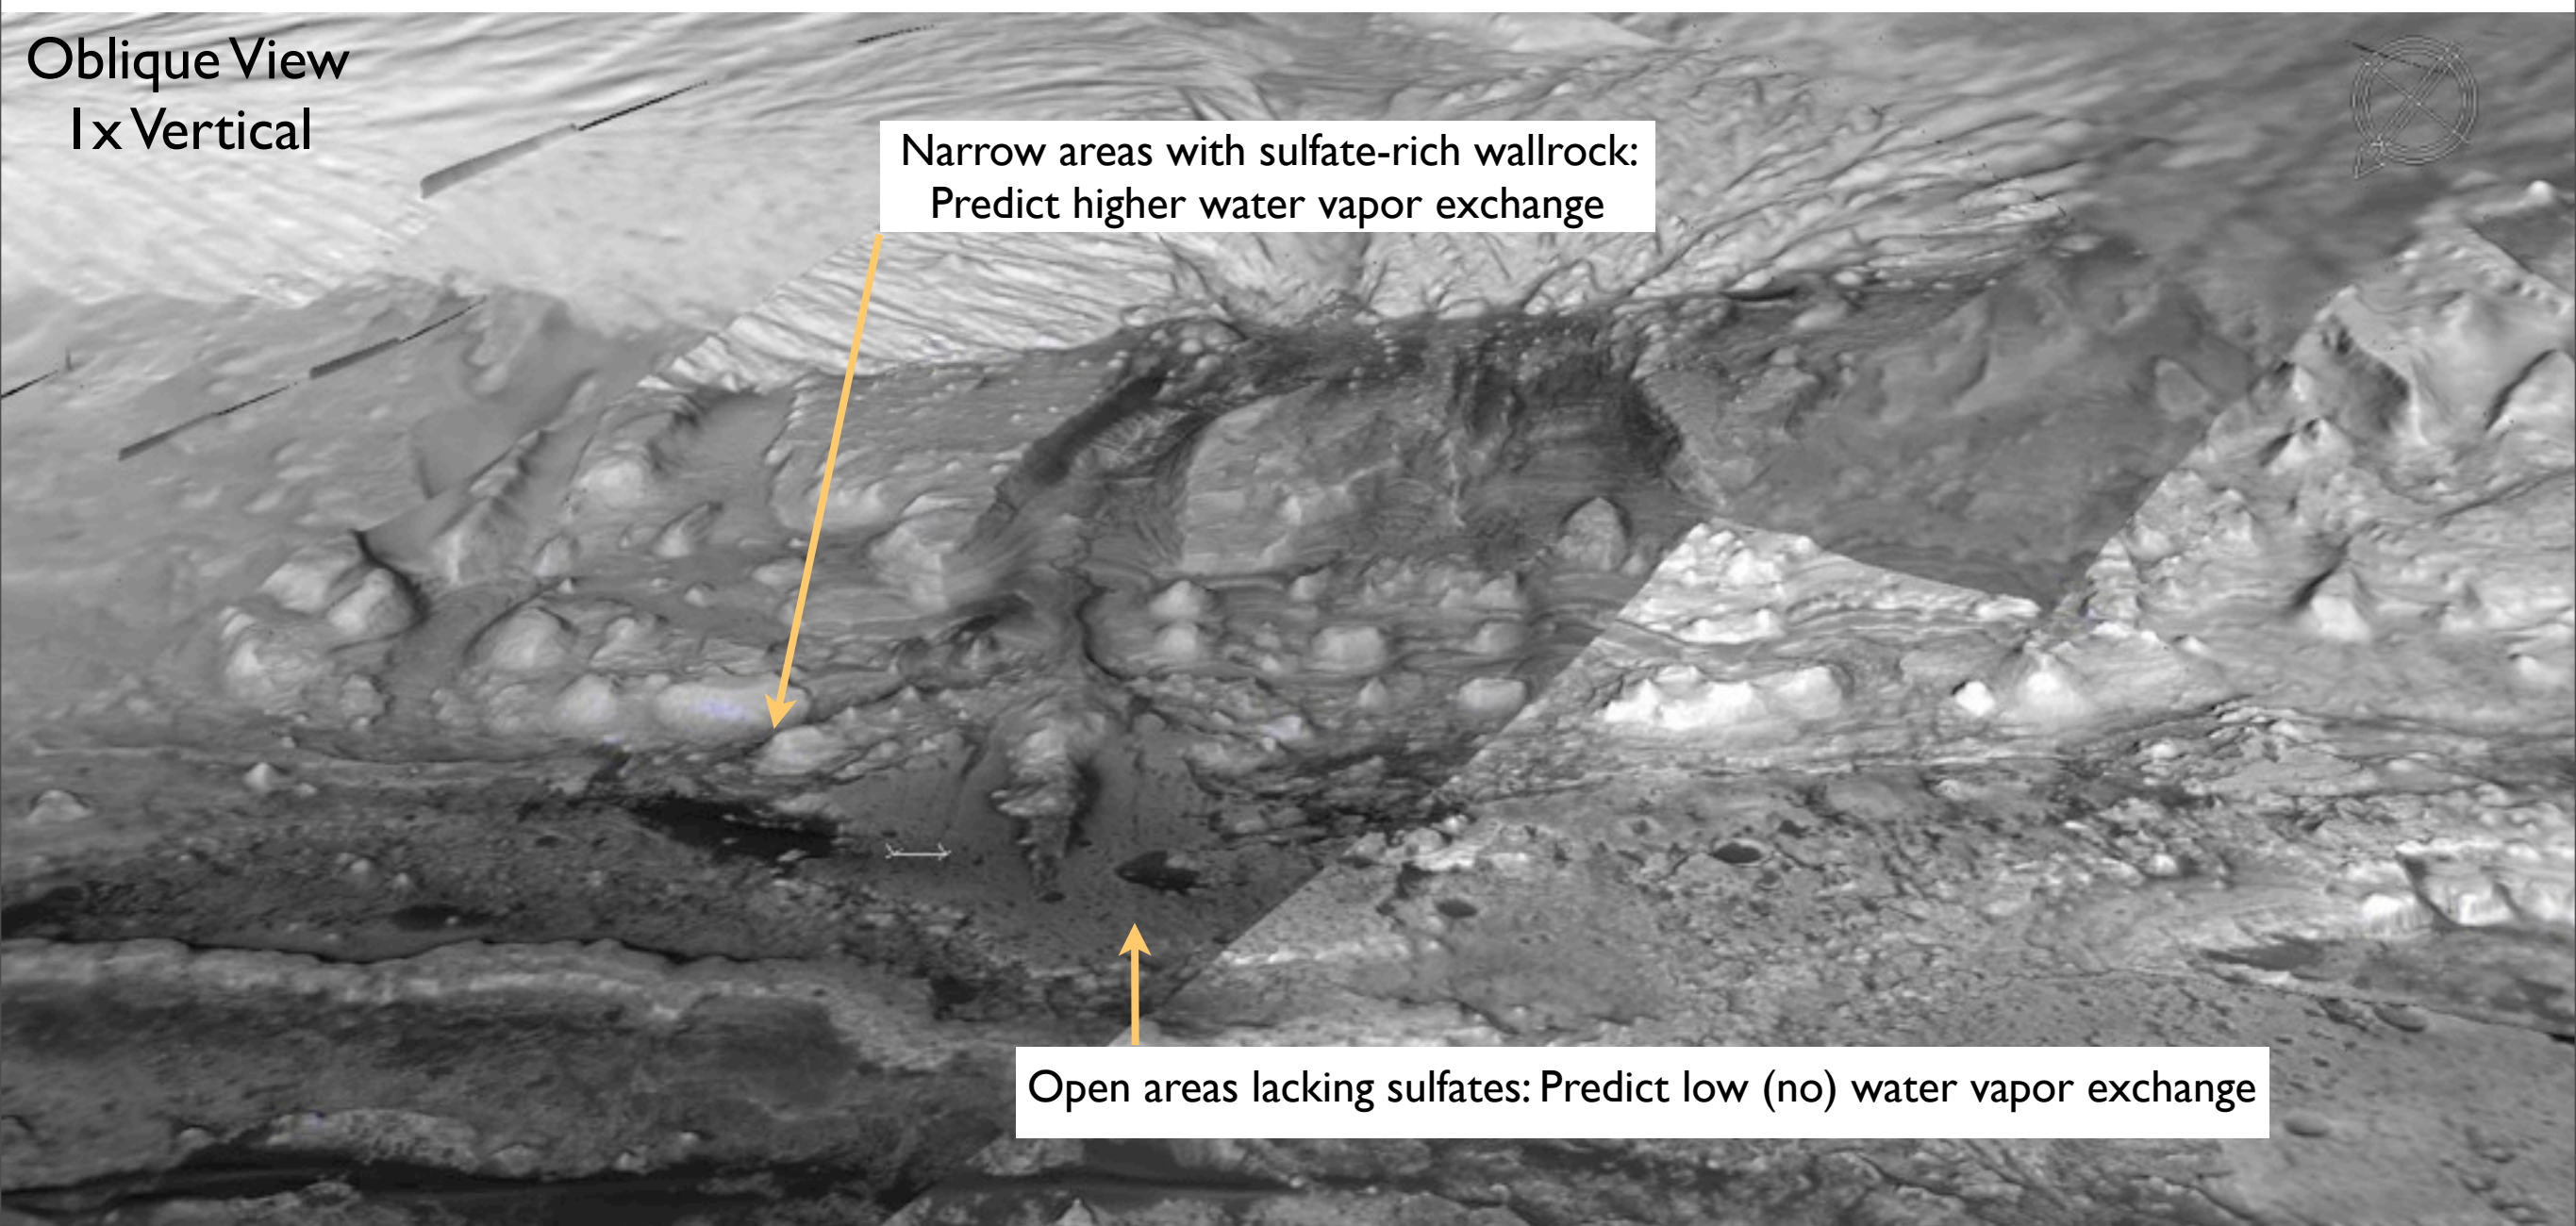 Oblique View
1x Vertical
Narrow areas with sulfate-rich wallrock:
Predict higher water vapor exchange
Open areas lacking sulfates: Predict low (no) water vapor exchange